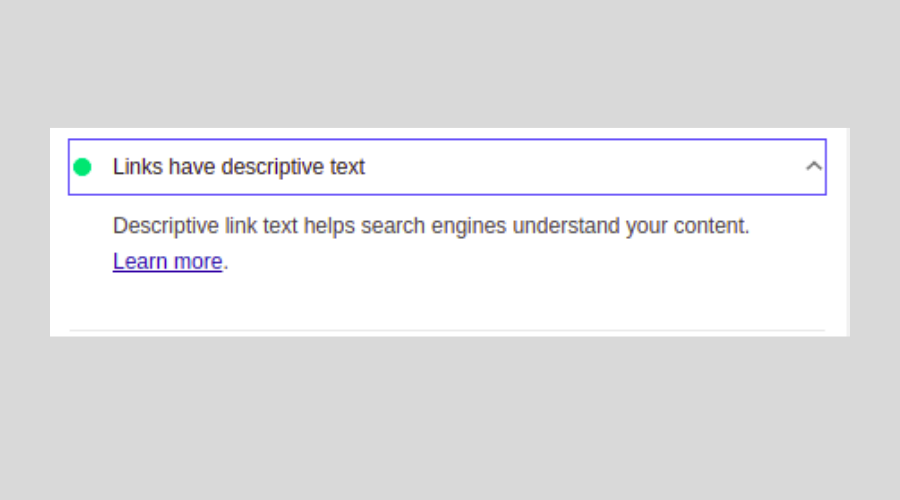 Links have descriptive text
Descriptive link text helps search engines understand your content.
Learn more.